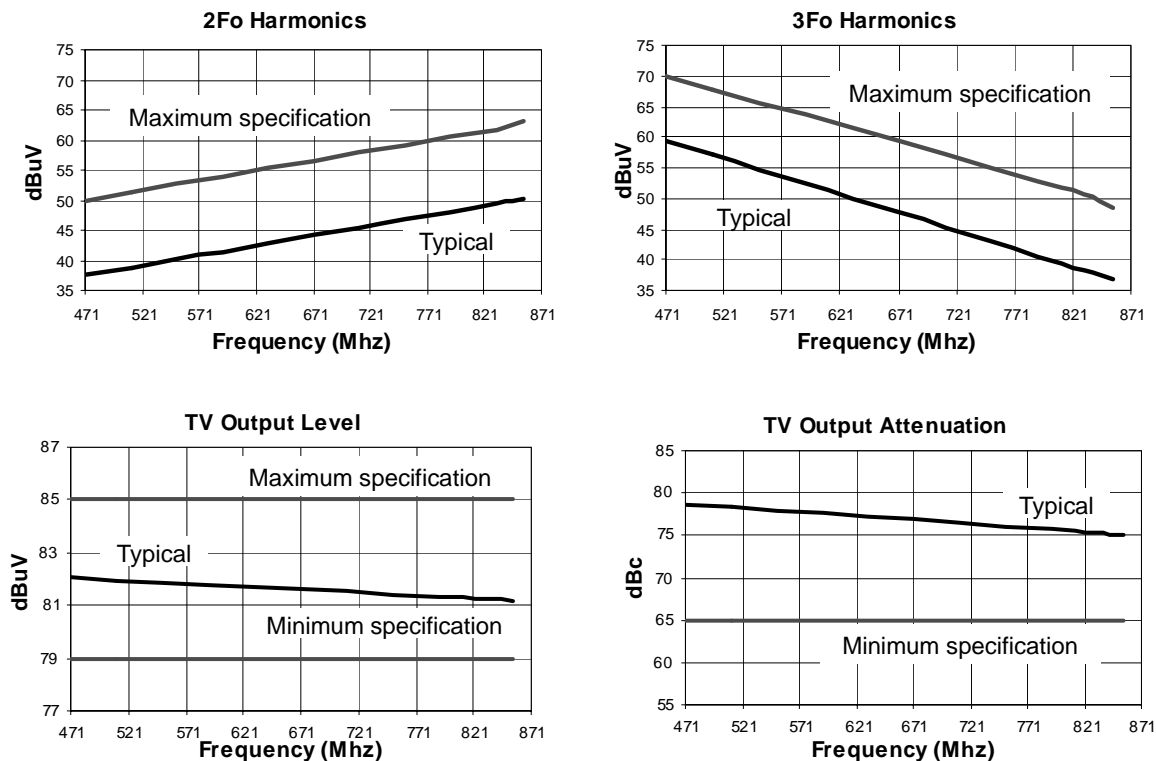 2Fo Harmonics
75
70
65
60
55
50
45
40
35
dBuV
Maximum specification
Typical
471 521 571 621 671 721 771 821 871
Frequency (Mhz)
3Fo Harmonics
75
70
65
60
55
50
45
40
35
dBuV
Maximum specification
Typical
471 521 571 621 671 721 771 821 871
Frequency (Mhz)
TV Output Level
87
85
83
81
79
77
dBuV
Maximum specification
Typical
Minimum specification
471 521 571 621 671 721 771 821 871
Frequency (Mhz)
TV Output Attenuation
85
80
75
70
65
60
55
dBc
Typical
Minimum specification
471 521 571 621 671 721 771 821 871
Frequency (Mhz)